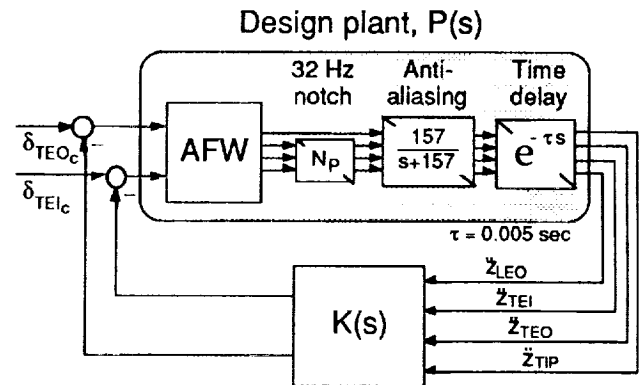 Design plant, P(s)
32 Hz notch
Anti-aliasing
Time delay
δTEOc
δTEIc
AFW
NP
157
s+157
e-τs
τ = 0.005 sec
K(s)
z̈LEO
z̈TEI
z̈TEO
z̈TIP